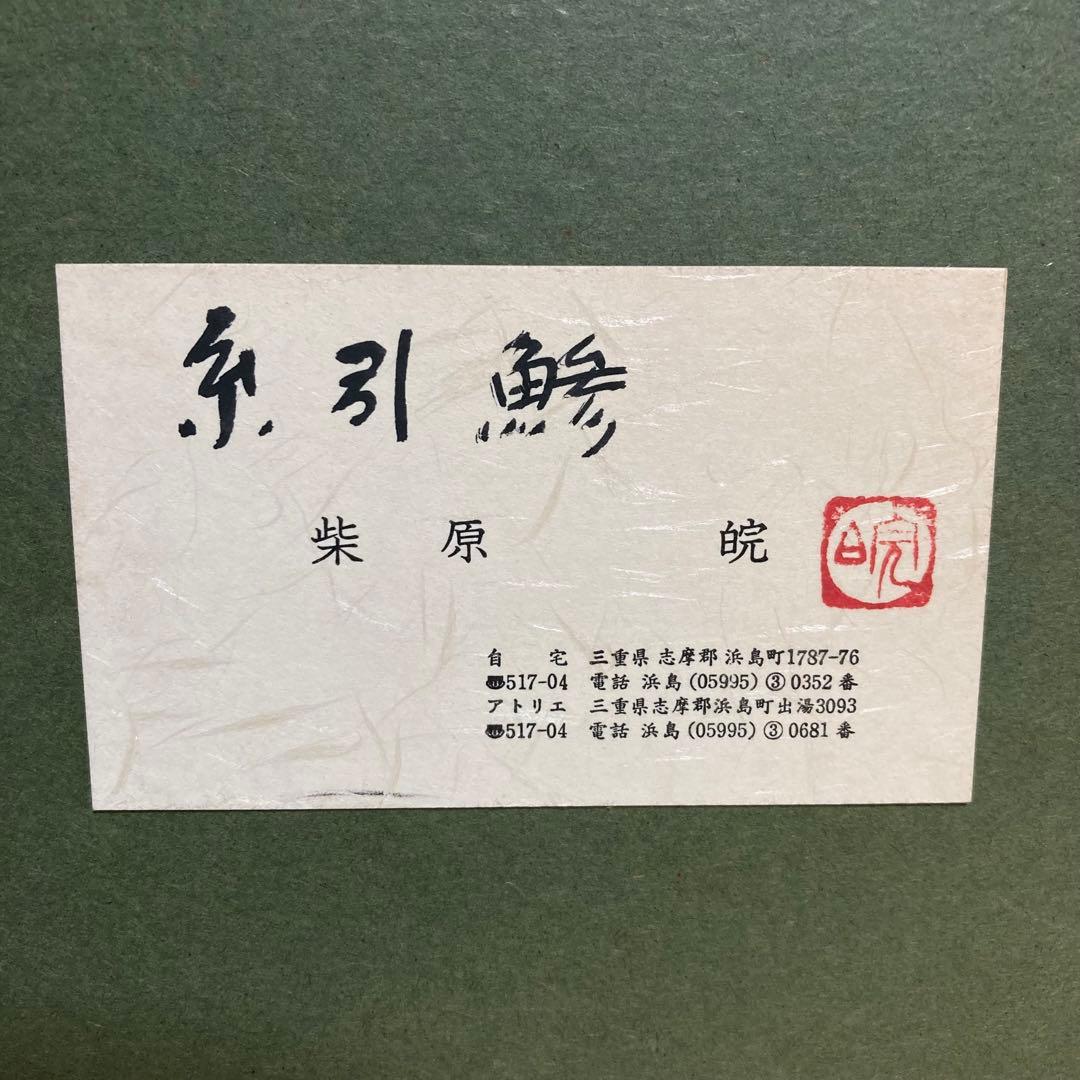 糸引鯵
柴原 皖 皖
自宅 三重県 志摩郡 浜島町1787-76
☎517-04 電話 浜島 (05995) ③ 0352 番
アトリエ 三重県志摩郡浜島町出湯3093
☎517-04 電話 浜島 (05995) ③ 0681 番